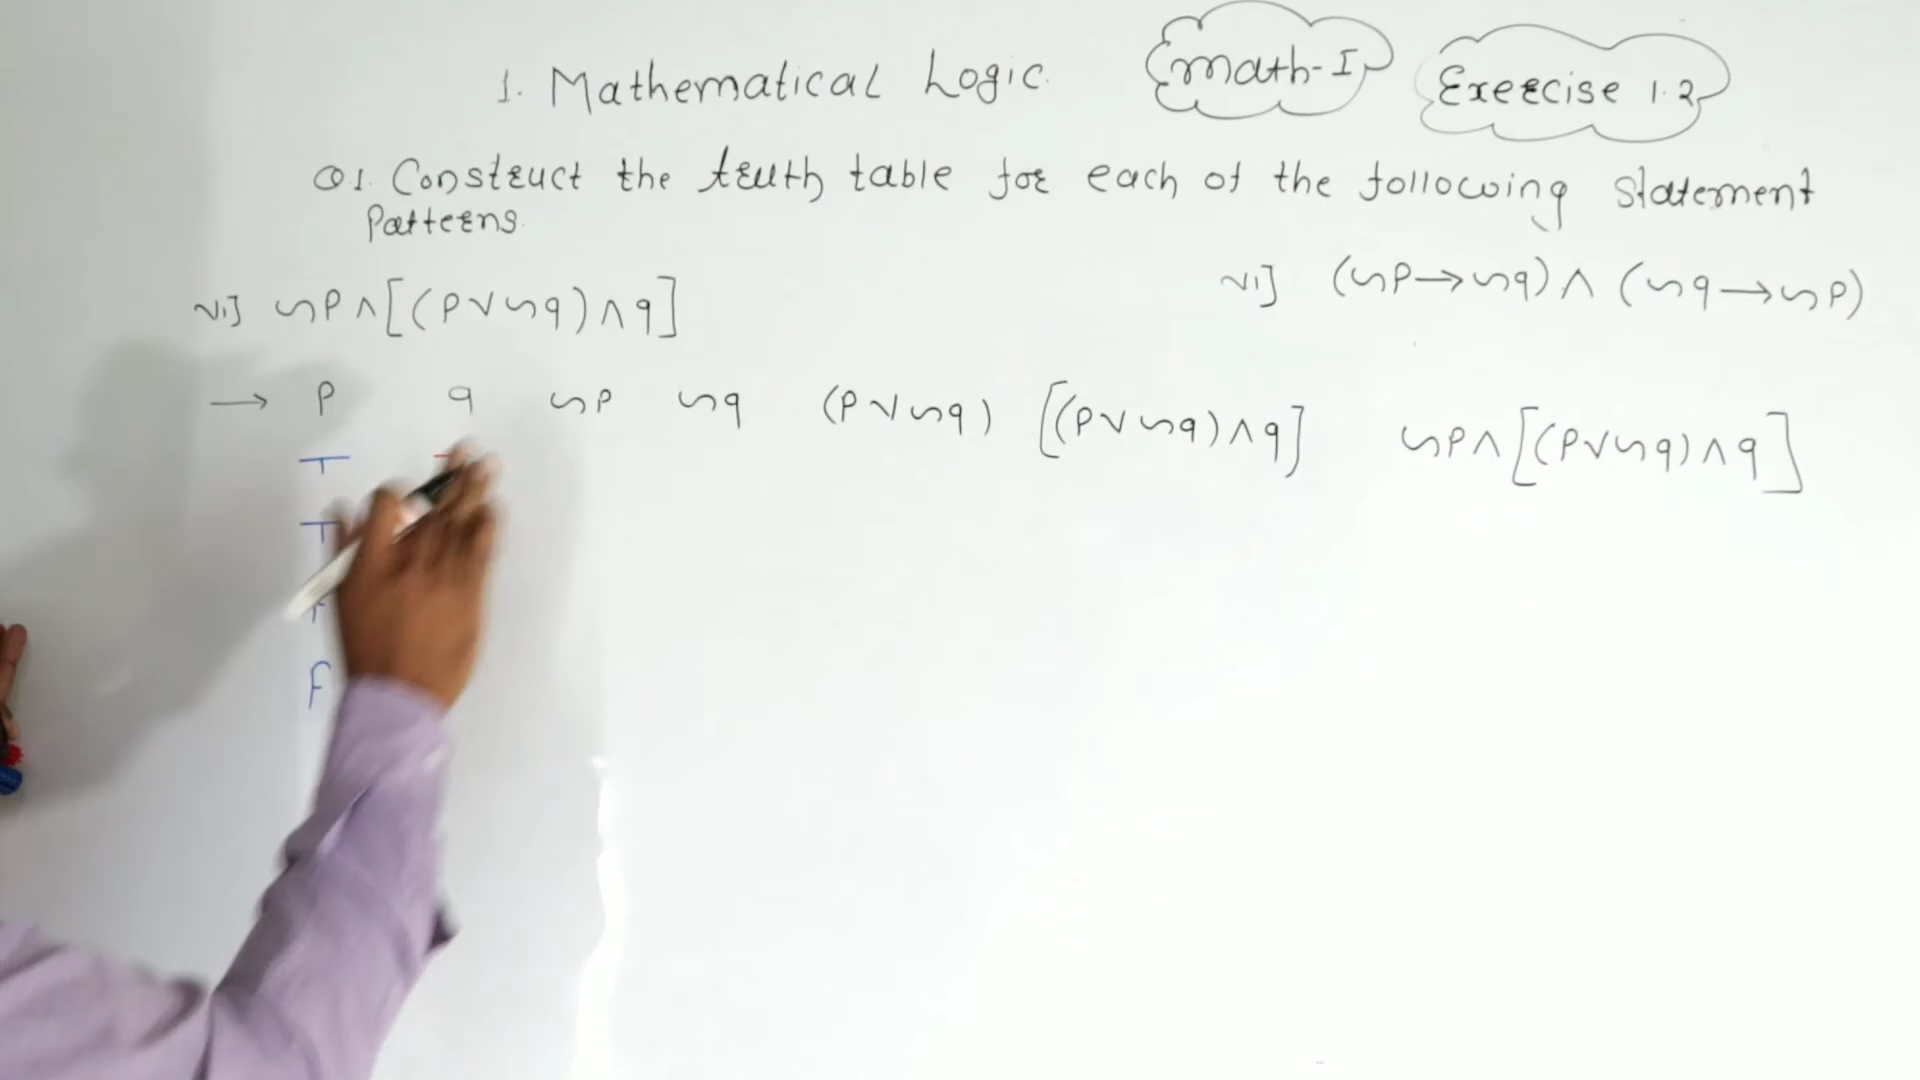 1. Mathematical Logic. Math-I Exercise 1.2
Q1. Construct the truth table for each of the following statement
Patterns.
vi] ∽p∧[(p∨∽q)∧q] vi] (∽p→∽q)∧(∽q→∽p)
→ p q ∽p ∽q (p∨∽q) [(p∨∽q)∧q] ∽p∧[(p∨∽q)∧q]
T
T
F
F